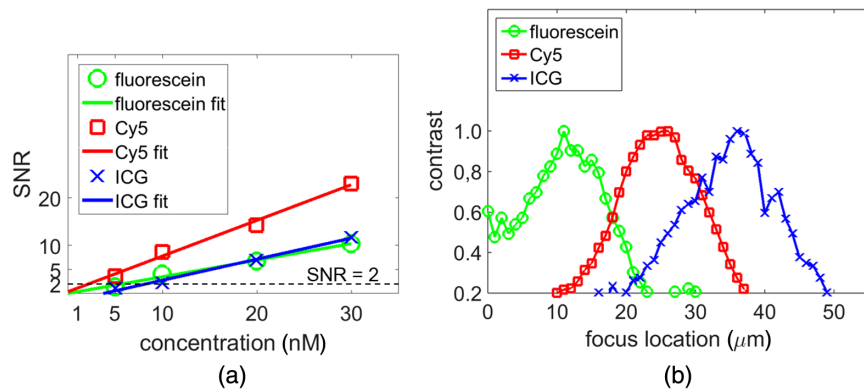 SNR
20
10
5
2
fluorescein
fluorescein fit
Cy5
Cy5 fit
ICG
ICG fit
SNR = 2
1
5
10
20
30
concentration (nM)
(a)
b)
contrast
1.0
0.8
0.6
0.4
0.2
fluorescein
Cy5
ICG
0
10
20
30
40
50
focus location (μm)
(b)